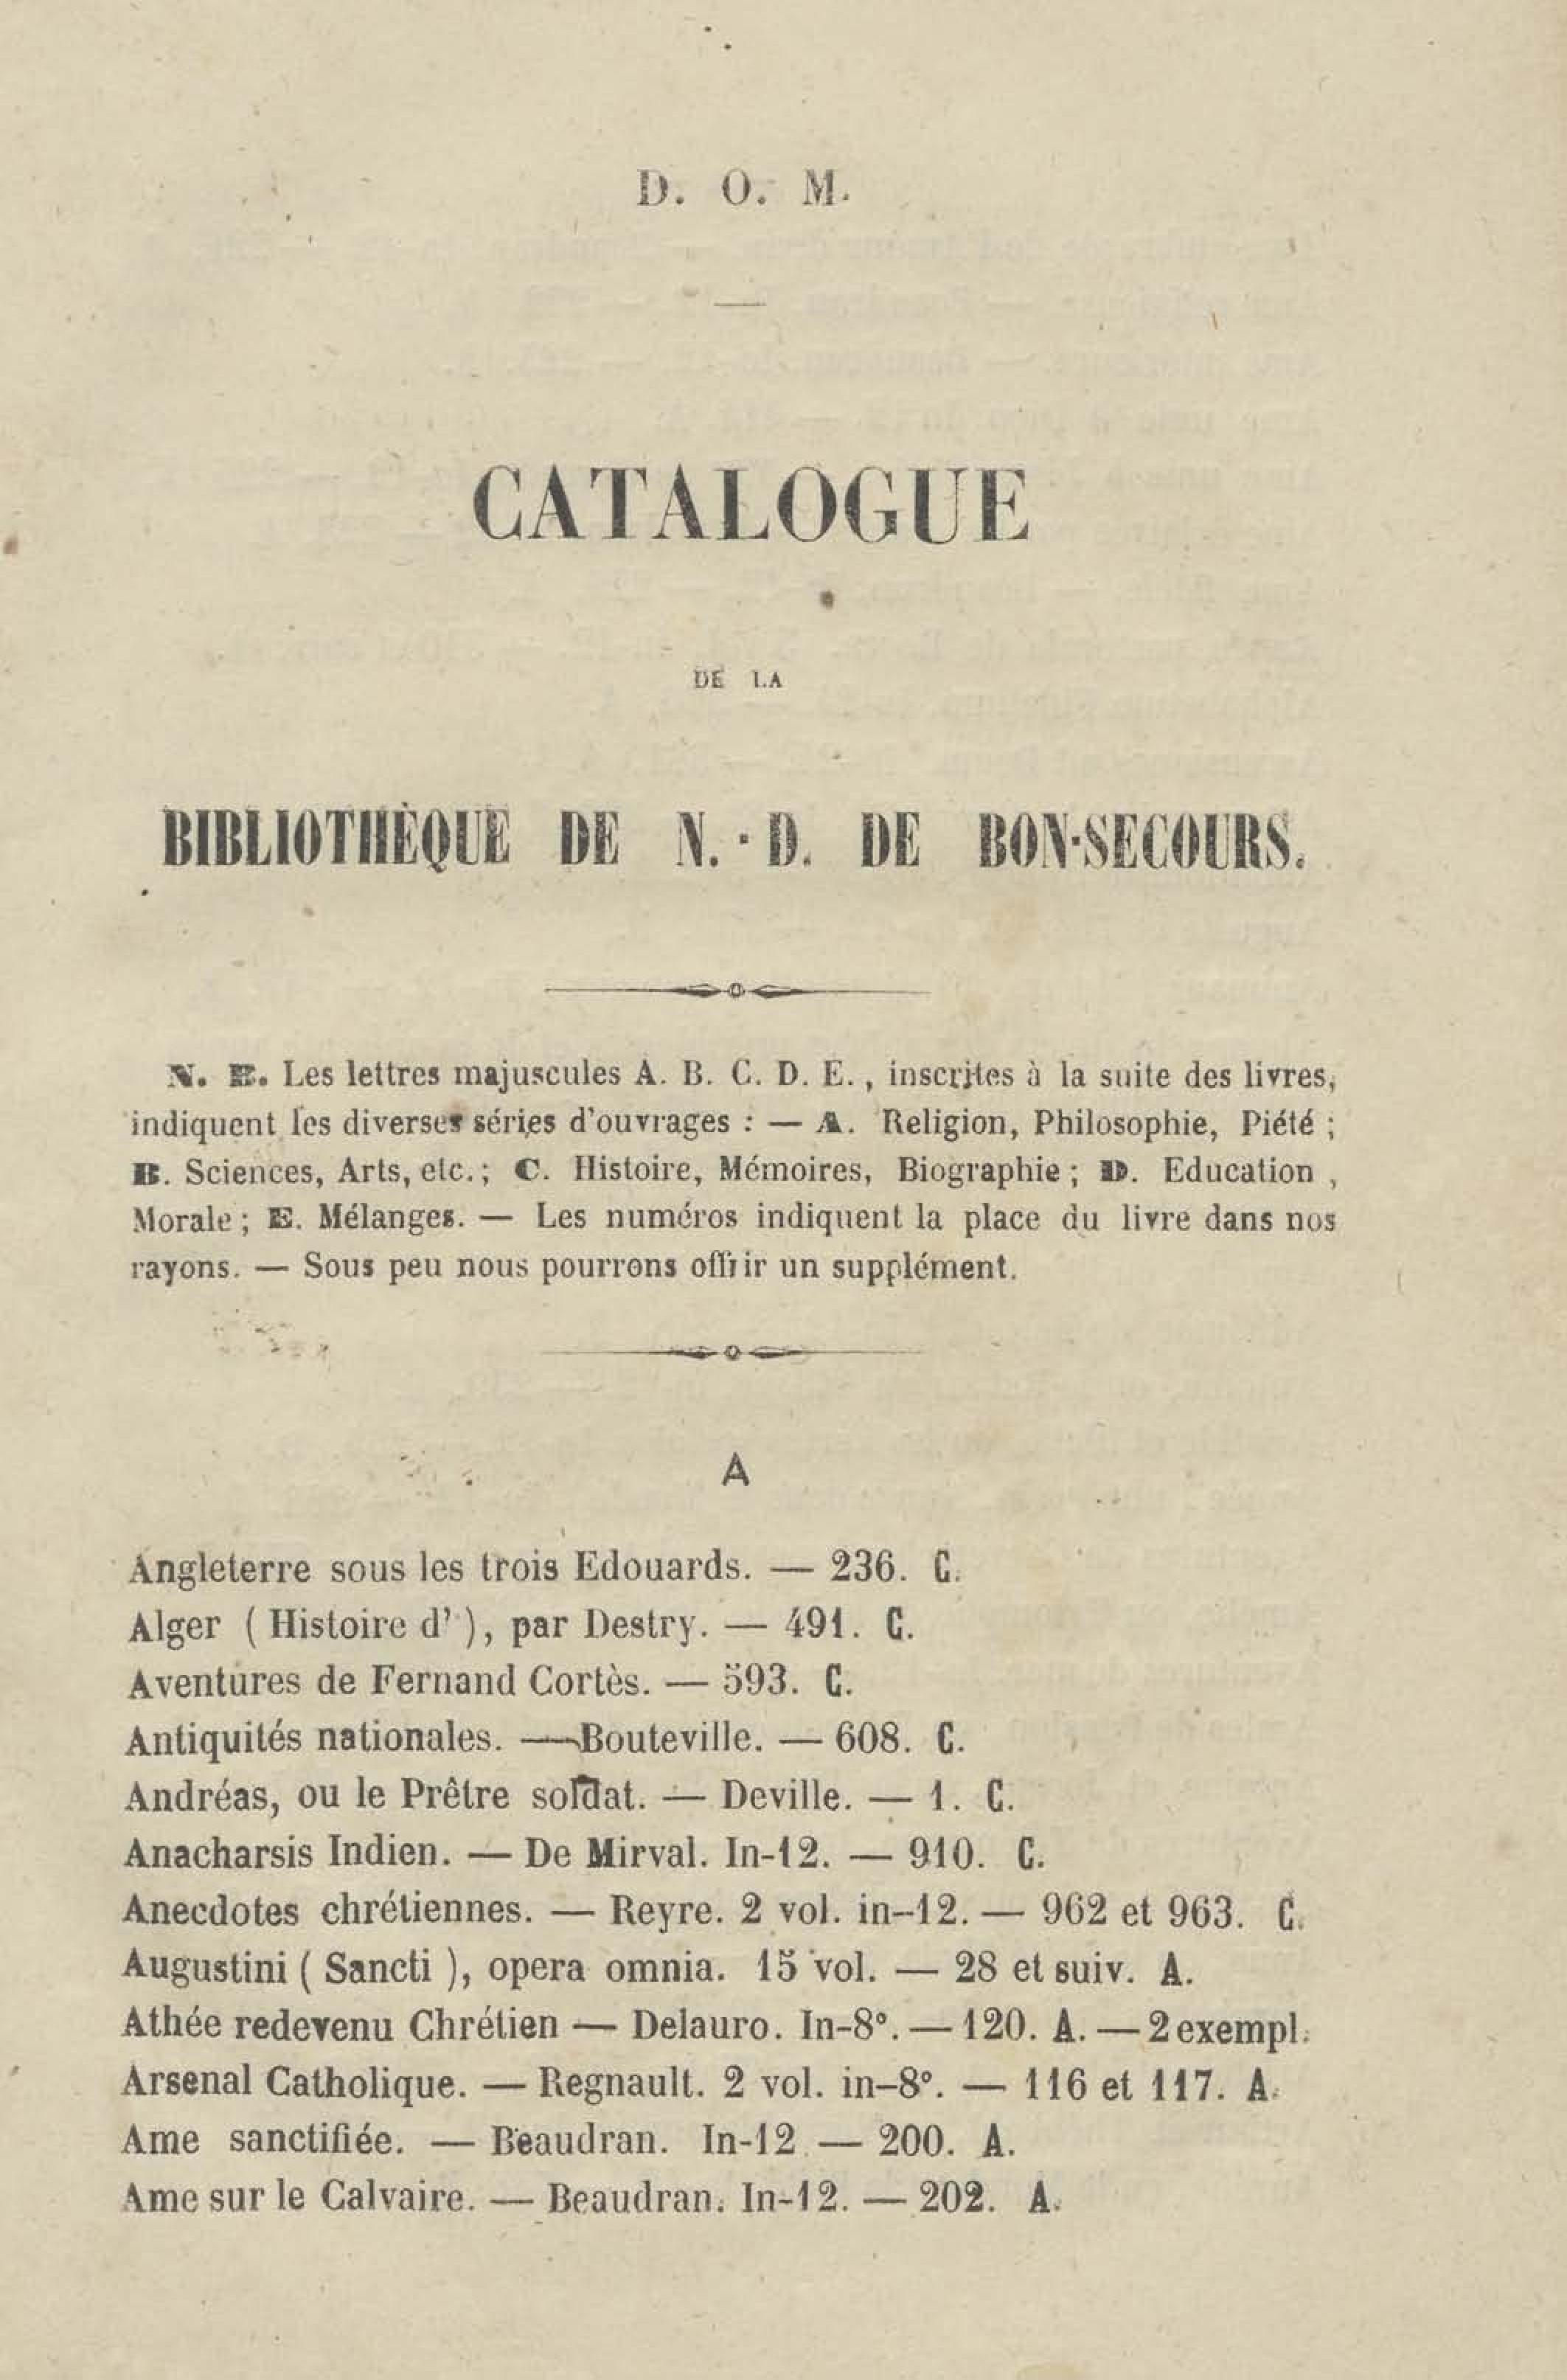 D. O. M.
CATALOGUE
DE LA
BIBLIOTHÈQUE DE N.-D. DE BON-SECOURS.
N. B. Les lettres majuscules A. B. C. D. E., inscrites à la suite des livres,
indiquent les diverses séries d'ouvrages : — A. Religion, Philosophie, Piété ;
B. Sciences, Arts, etc.; C. Histoire, Mémoires, Biographie ; D. Education ,
Morale ; E. Mélanges. — Les numéros indiquent la place du livre dans nos
rayons. — Sous peu nous pourrons offrir un supplément.
A
Angleterre sous les trois Edouards. — 236. C.
Alger ( Histoire d' ), par Destry. — 491. C.
Aventures de Fernand Cortès. — 593. C.
Antiquités nationales. — Bouteville. — 608. C.
Andréas, ou le Prêtre soldat. — Deville. — 1. C.
Anacharsis Indien. — De Mirval. In-12. — 910. C.
Anecdotes chrétiennes. — Reyre. 2 vol. in-12. — 962 et 963. C.
Augustini ( Sancti ), opera omnia. 15 vol. — 28 et suiv. A.
Athée redevenu Chrétien — Delauro. In-8°. — 120. A. — 2 exempl.
Arsenal Catholique. — Regnault. 2 vol. in-8°. — 116 et 117. A.
Ame sanctifiée. — Beaudran. In-12 — 200. A.
Ame sur le Calvaire. — Beaudran. In-12. — 202. A.